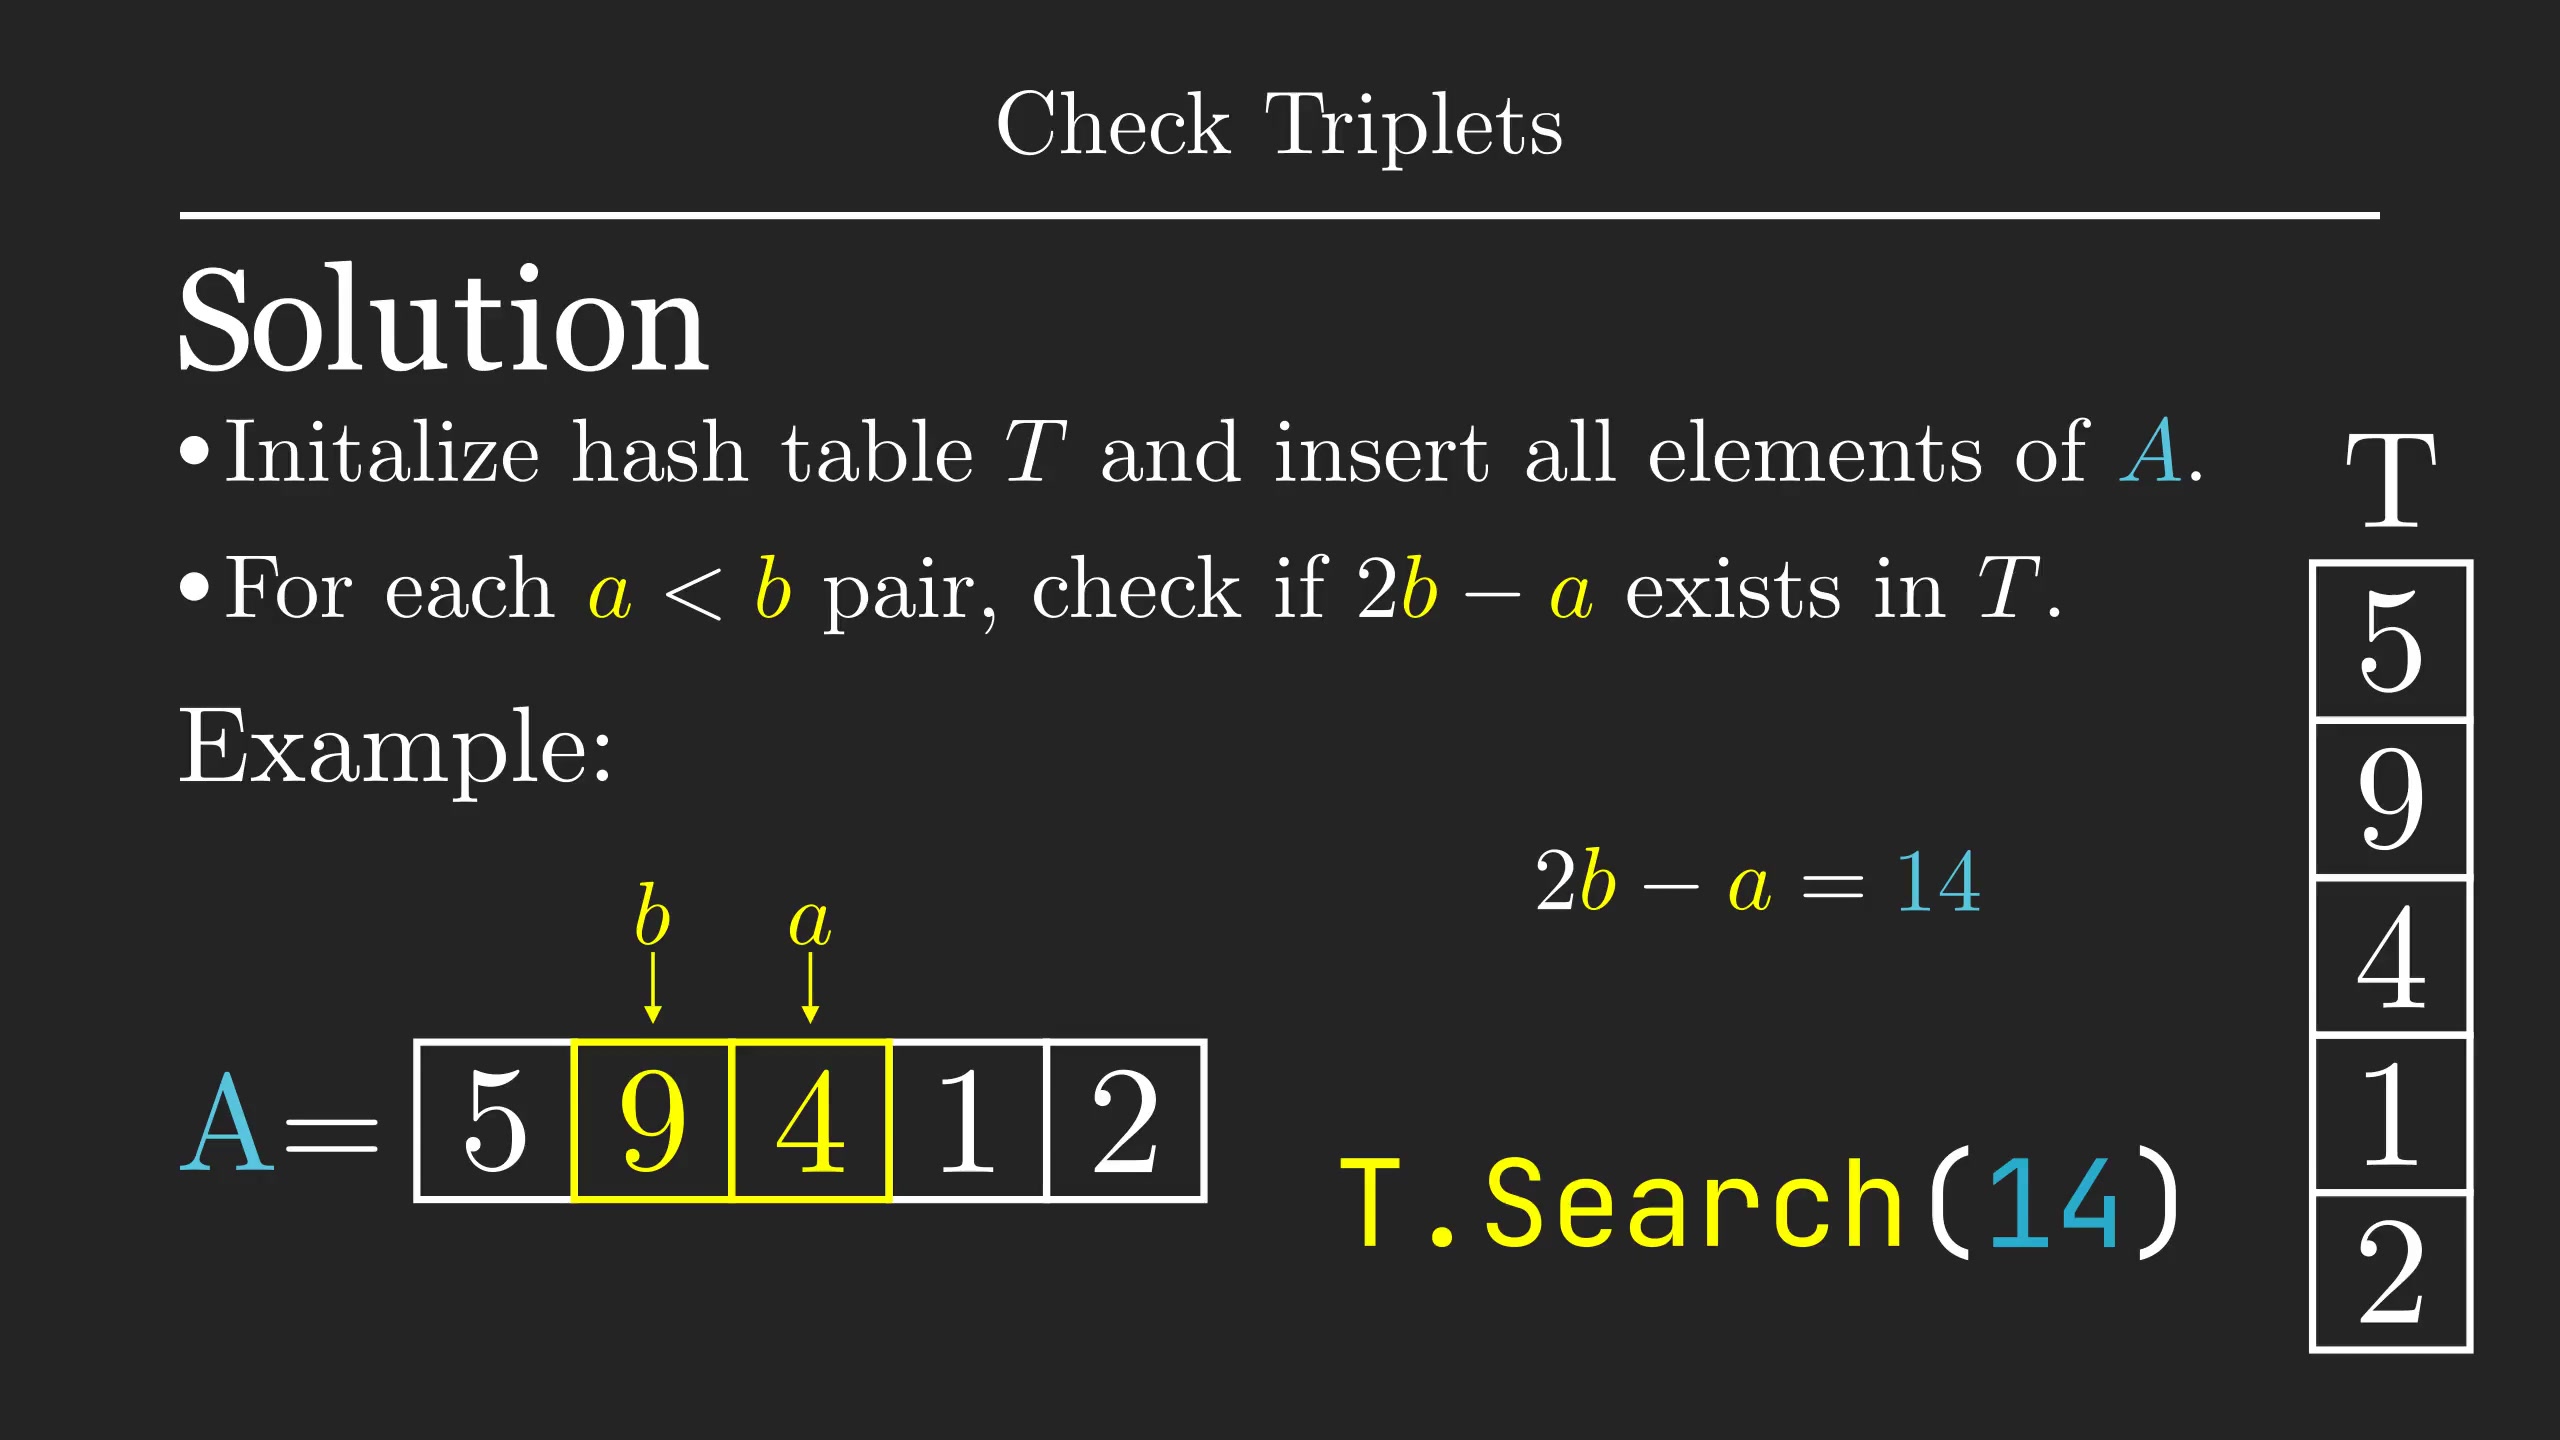 Check Triplets
Solution
•Initalize hash table T and insert all elements of A.
•For each a < b pair, check if 2b − a exists in T.
Example:
2b − a = 14
b a
A= 5 9 4 1 2
T.Search(14)
T
5
9
4
1
2